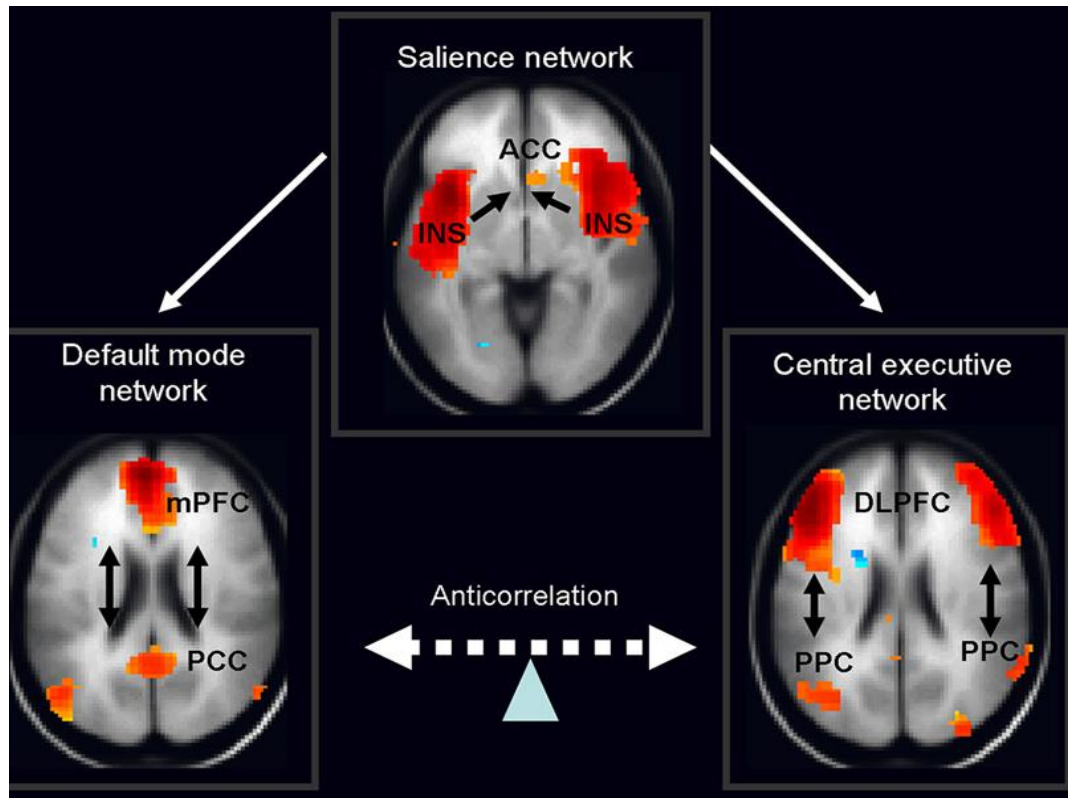 Salience network
ACC
INS
INS
Default mode
network
mPFC
PCC
Anticorrelation
Central executive
network
DLPFC
PPC
PPC